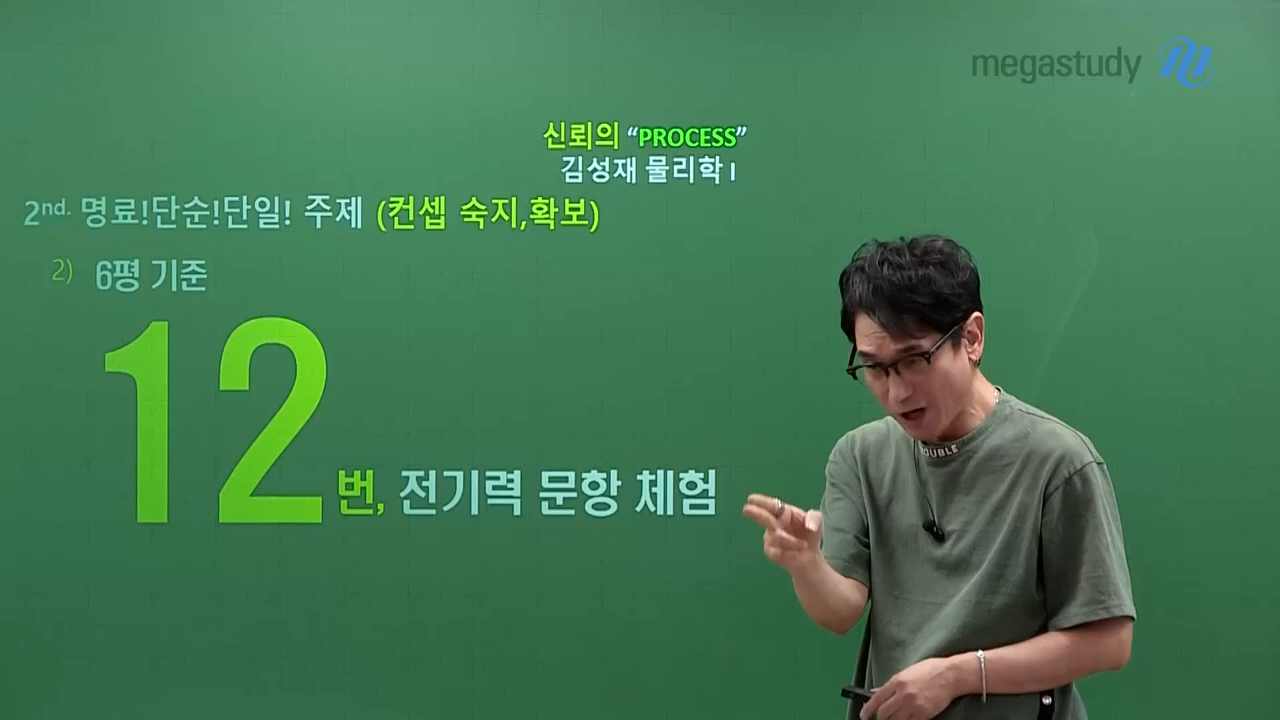 megastudy
신뢰의 “PROCESS”
김성재 물리학 I
2nd. 명료!단순!단일! 주제 (컨셉 숙지,확보)
2) 6평 기준
12번, 전기력 문항 체험
OUBLE